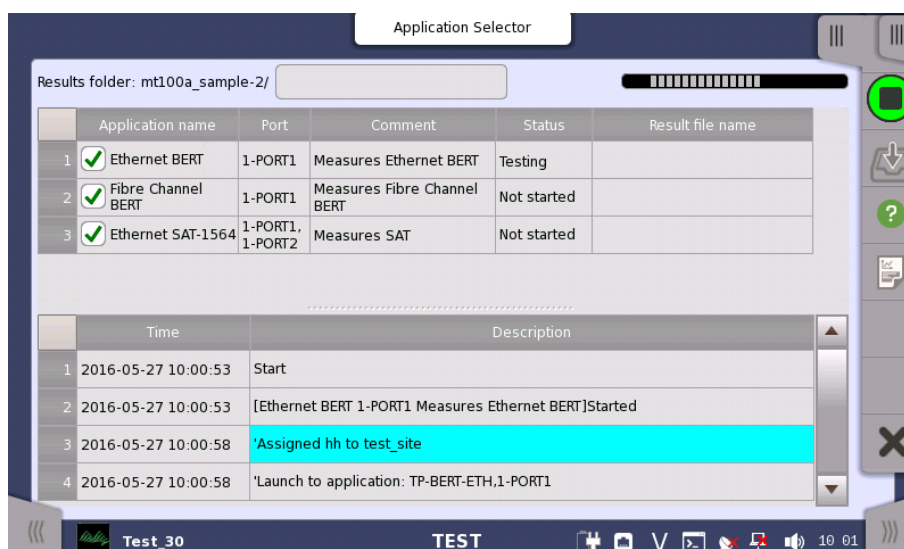 Application Selector
Results folder: mt100a_sample-2/
Application name Port Comment Status Result file name
1 Ethernet BERT 1-PORT1 Measures Ethernet BERT Testing
2 Fibre Channel BERT 1-PORT1 Measures Fibre Channel BERT Not started
3 Ethernet SAT-1564 1-PORT1, 1-PORT2 Measures SAT Not started
Time Description
1 2016-05-27 10:00:53 Start
2 2016-05-27 10:00:53 [Ethernet BERT 1-PORT1 Measures Ethernet BERT]Started
3 2016-05-27 10:00:58 'Assigned hh to test_site
4 2016-05-27 10:00:58 'Launch to application: TP-BERT-ETH,1-PORT1
Test_30 TEST V 10 01